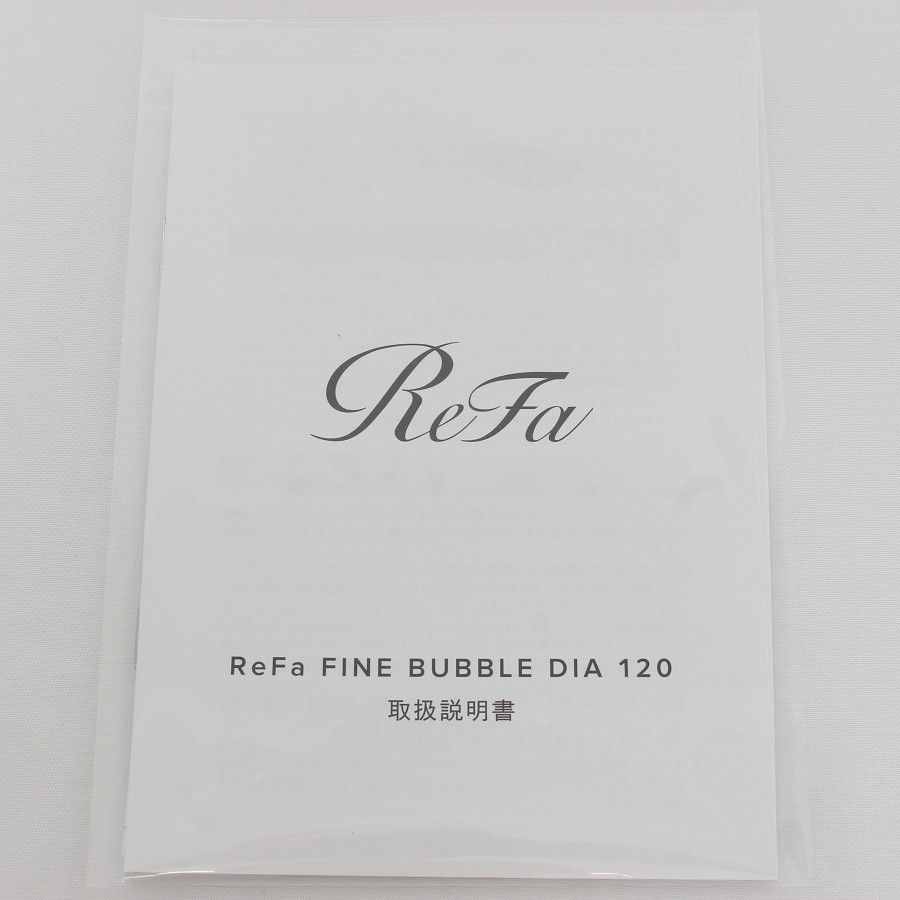 ReFa
ReFa FINE BUBBLE DIA 120
取扱説明書